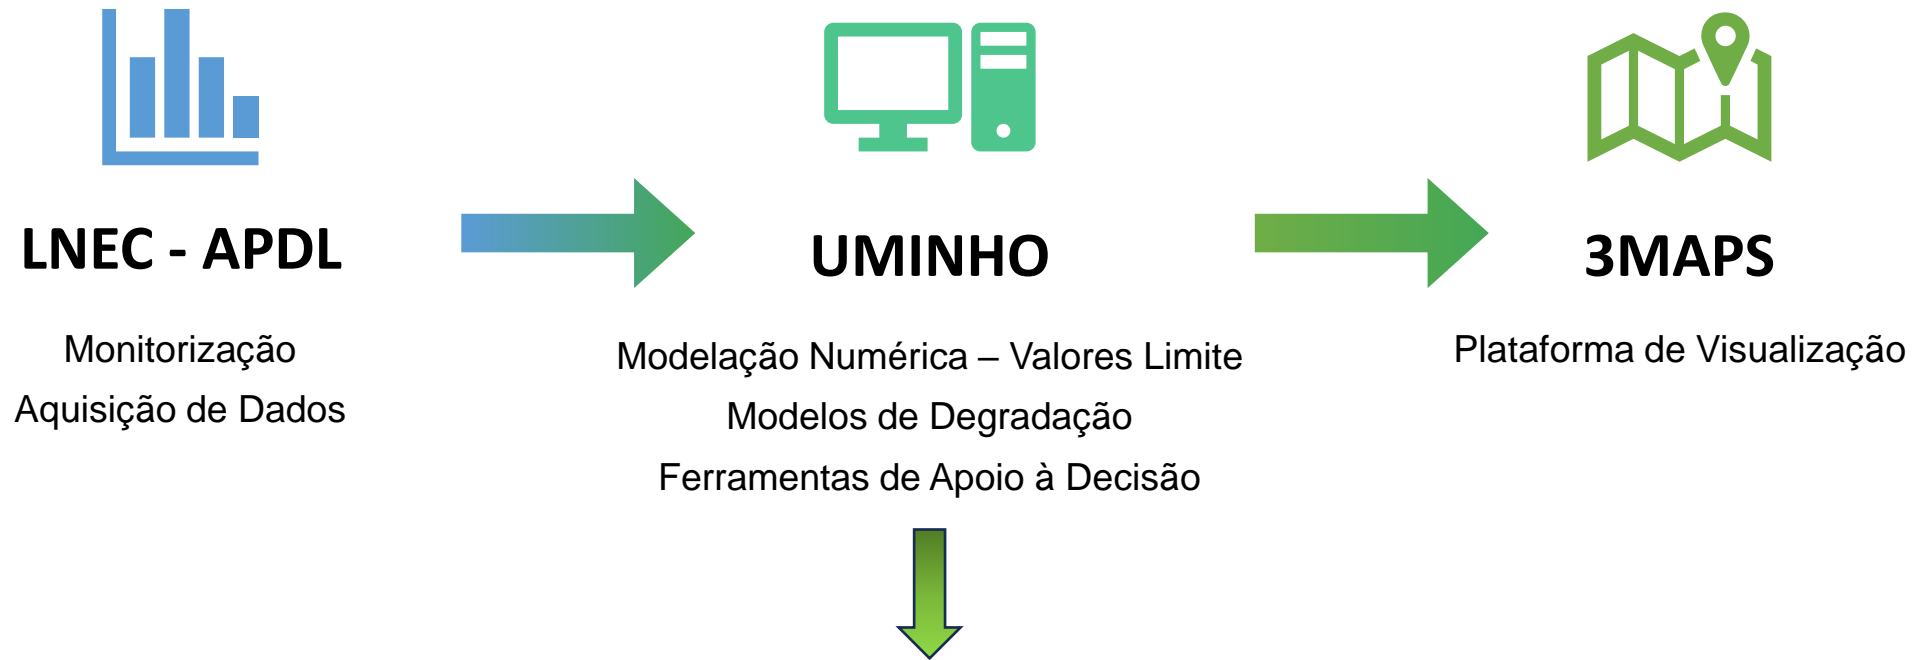 LNEC - APDL
Monitorização
Aquisição de Dados
UMINHO
Modelação Numérica – Valores Limite
Modelos de Degradação
Ferramentas de Apoio à Decisão
3MAPS
Plataforma de Visualização